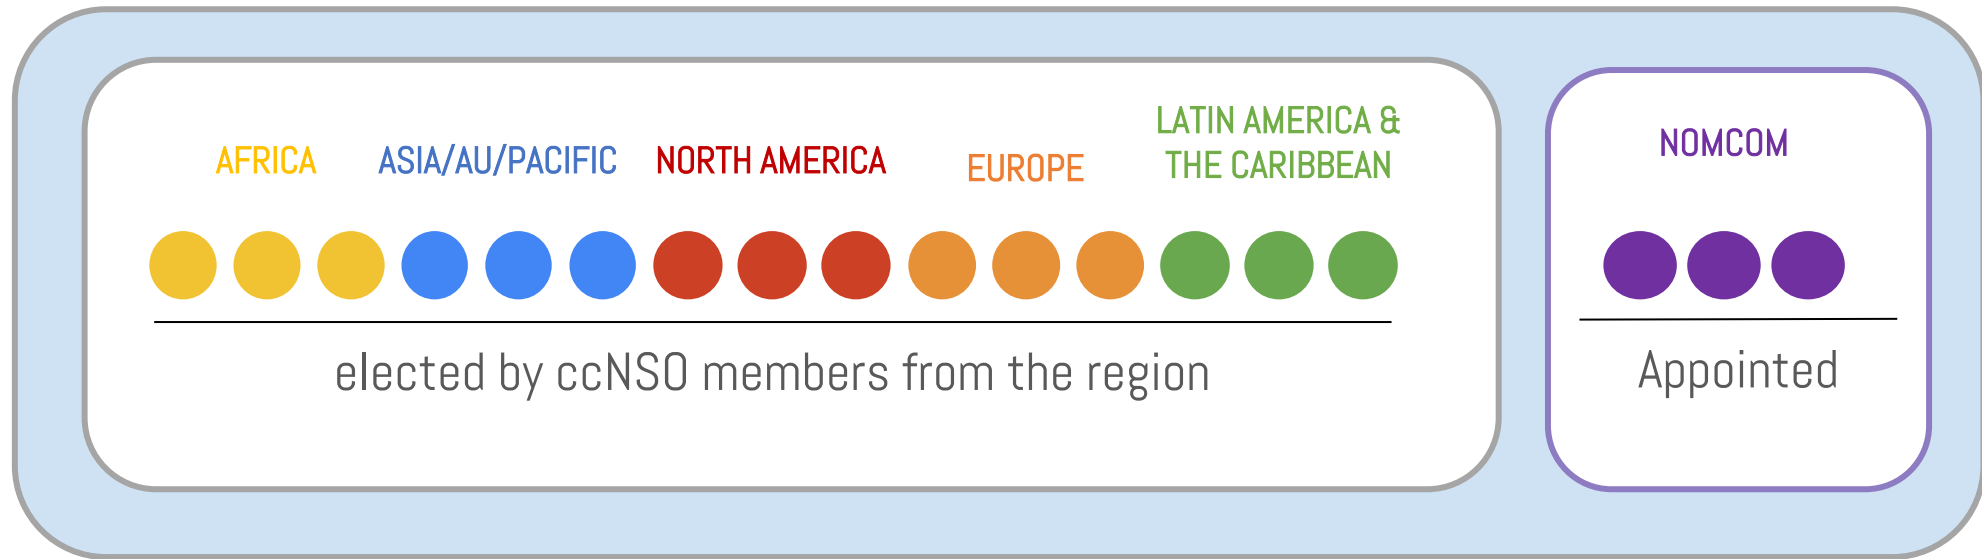 AFRICA
ASIA/AU/PACIFIC
NORTH AMERICA
EUROPE
LATIN AMERICA &
THE CARIBBEAN
elected by ccNSO members from the region
NOMCOM
Appointed